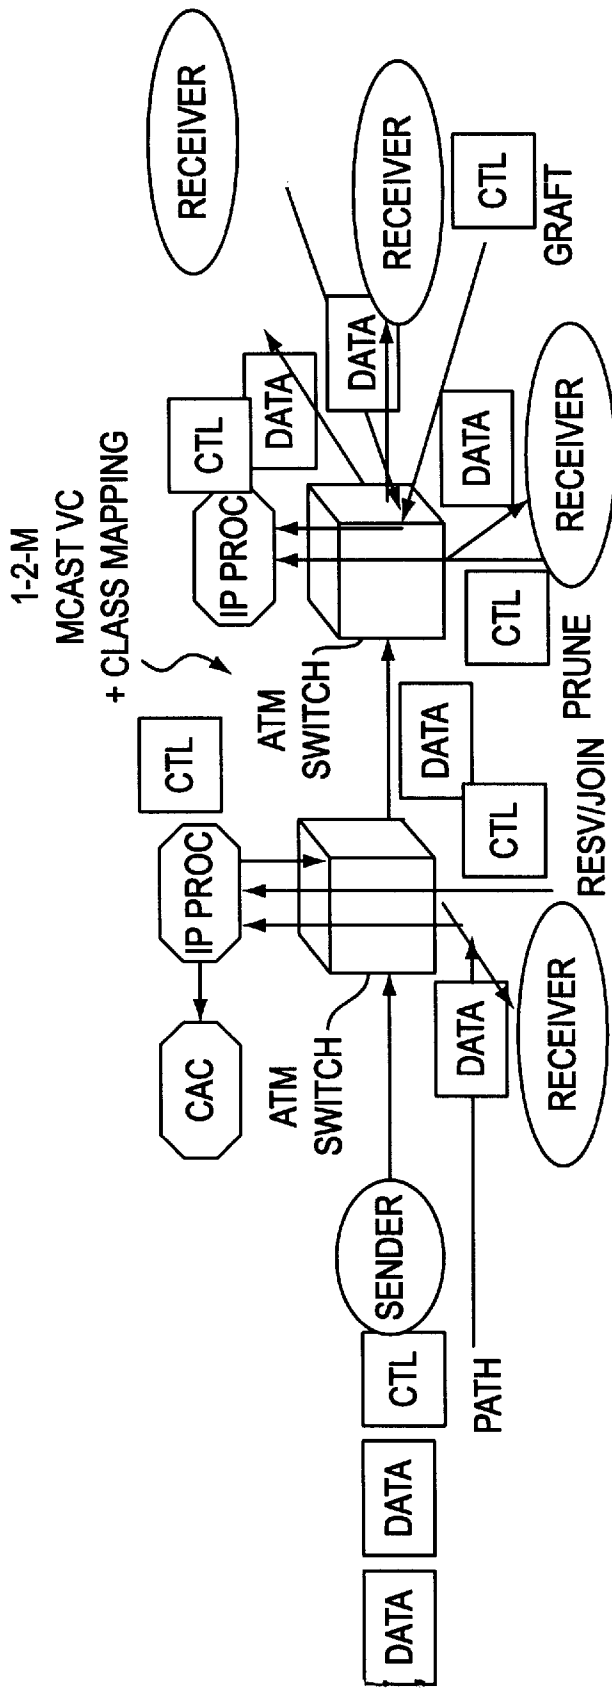 1-2-M
MCAST VC
+ CLASS MAPPING
CAC
IP PROC
CTL
IP PROC
CTL
RECEIVER
DATA
ATM
SWITCH
ATM
SWITCH
DATA
DATA
DATA
CTL
SENDER
RECEIVER
DATA
PATH
DATA
CTL
CTL
DATA
CTL
GRAFT
RECEIVER
RESV/JOIN
PRUNE
RECEIVER